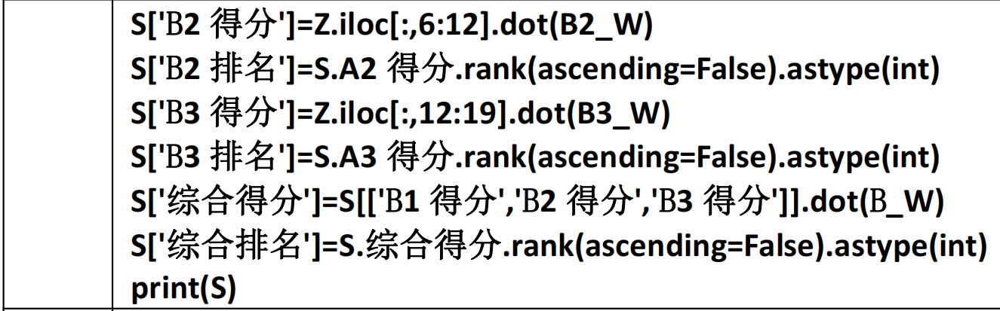 S['B2 得分']=Z.iloc[:,6:12].dot(B2_W)
S['B2 排名']=S.A2 得分.rank(ascending=False).astype(int)
S['B3 得分']=Z.iloc[:,12:19].dot(B3_W)
S['B3 排名']=S.A3 得分.rank(ascending=False).astype(int)
S['综合得分']=S[['B1 得分','B2 得分','B3 得分']].dot(B_W)
S['综合排名']=S.综合得分.rank(ascending=False).astype(int)
print(S)